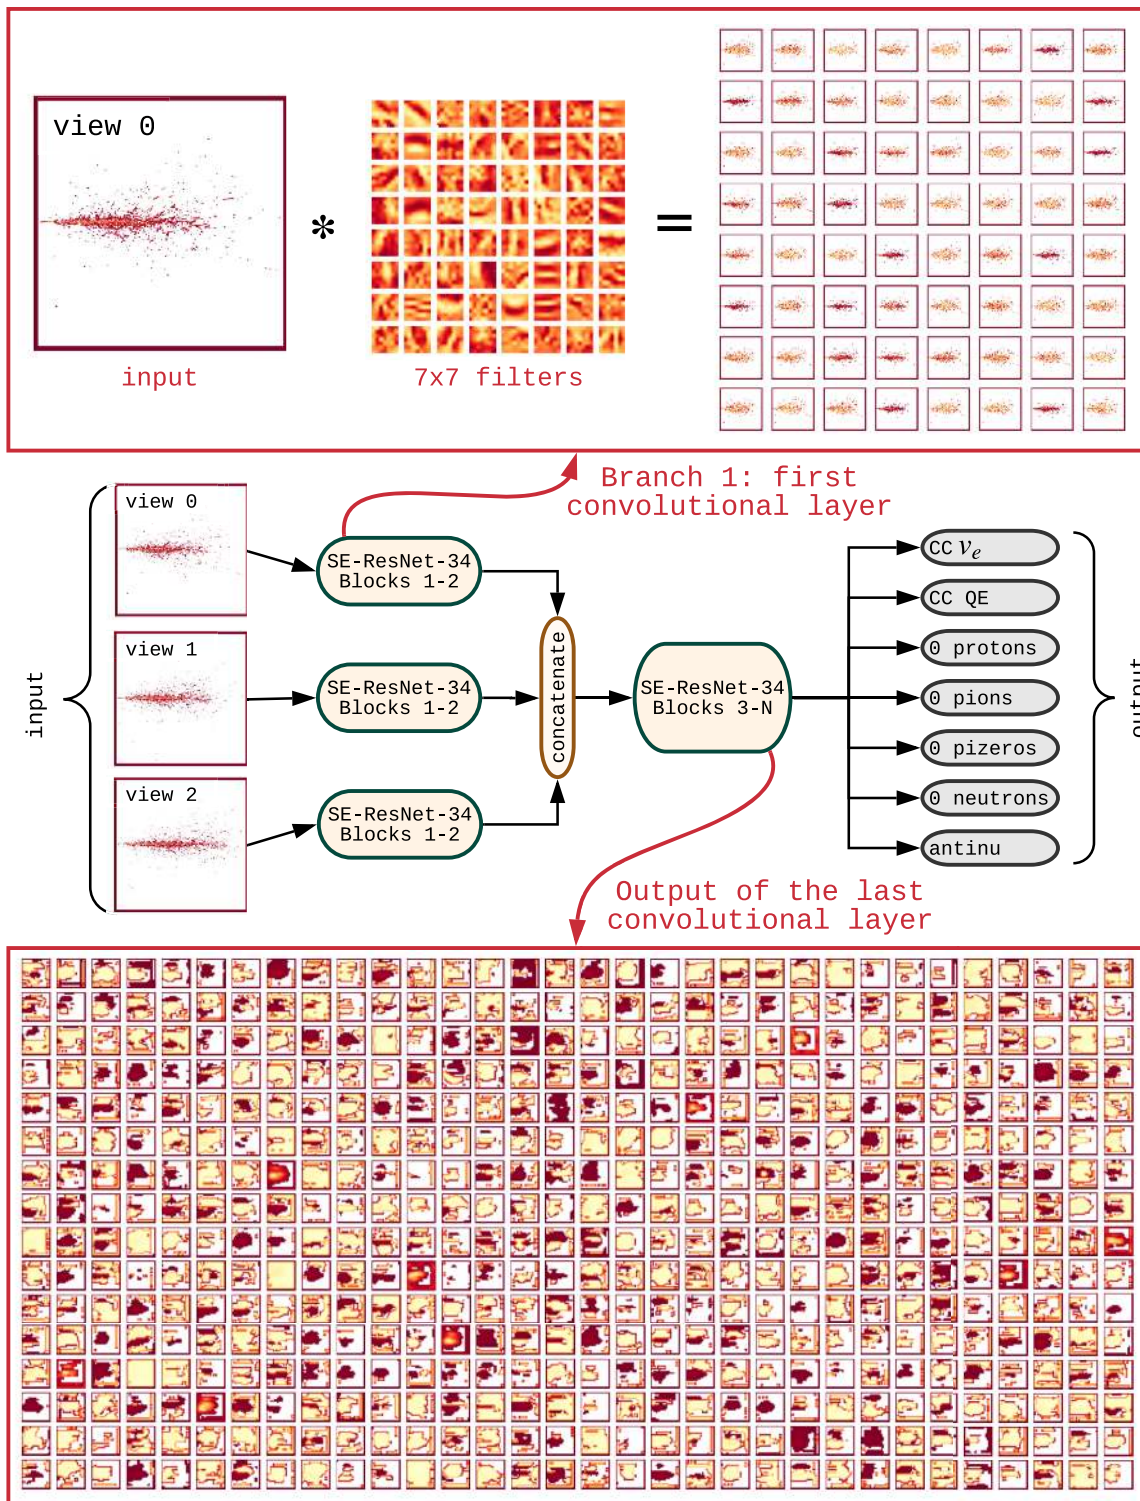 view 0
*
=
input
7x7 filters
Branch 1: first
convolutional layer
input
view 0
view 1
view 2
SE-ResNet-34
Blocks 1-2
SE-ResNet-34
Blocks 1-2
SE-ResNet-34
Blocks 1-2
concatenate
SE-ResNet-34
Blocks 3-N
CC νe
CC QE
0 protons
0 pions
0 pizeros
0 neutrons
antinu
output
Output of the last
convolutional layer